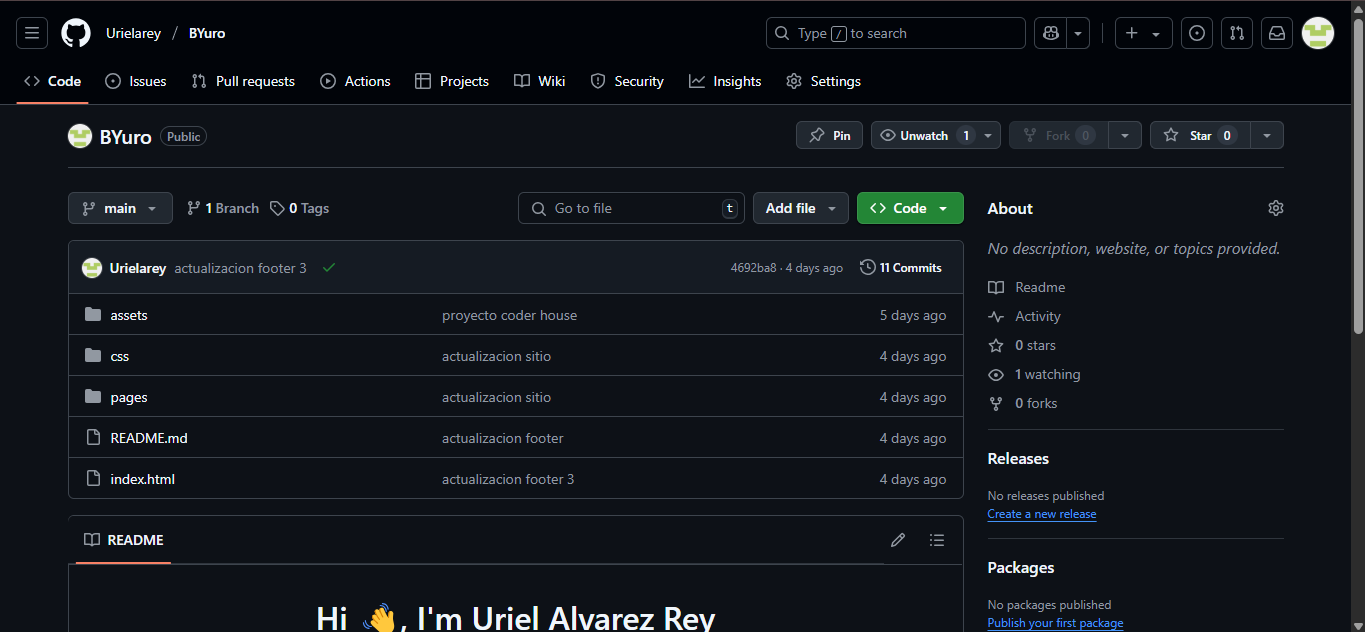 Urielarey / BYuro
Type / to search
Code Issues Pull requests Actions Projects Wiki Security Insights Settings
BYuro Public
Pin Unwatch 1 Fork 0 Star 0
main 1 Branch 0 Tags
Go to file t Add file Code
Urielarey actualizacion footer 3
4692ba8 · 4 days ago 11 Commits
assets proyecto coder house 5 days ago
css actualizacion sitio 4 days ago
pages actualizacion sitio 4 days ago
README.md actualizacion footer 4 days ago
index.html actualizacion footer 3 4 days ago
README
Hi 👋, I'm Uriel Alvarez Rey
About
No description, website, or topics provided.
Readme
Activity
0 stars
1 watching
0 forks
Releases
No releases published
Create a new release
Packages
No packages published
Publish your first package